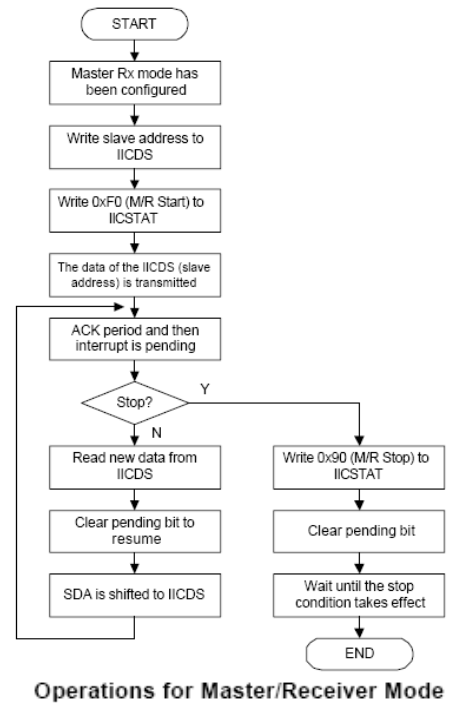 START
Master Rx mode has
been configured
Write slave address to
IICDS
Write 0xF0 (M/R Start) to
IICSTAT
The data of the IICDS (slave
address) is transmitted
ACK period and then
interrupt is pending
Stop?
Y
N
Read new data from
IICDS
Clear pending bit to
resume
SDA is shifted to IICDS
Write 0x90 (M/R Stop) to
IICSTAT
Clear pending bit
Wait until the stop
condition takes effect
END
Operations for Master/Receiver Mode